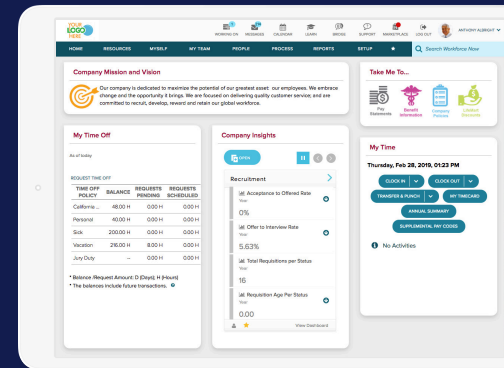 YOUR
LOGO
HERE
WORKING ON
MESSAGES
CALENDAR
LEARN
BRIDGE
SUPPORT
MARKETPLACE
LOG OUT
ANTHONY ALBRIGHT
HOME RESOURCES MYSELF MY TEAM PEOPLE PROCESS REPORTS SETUP
Search Workforce Now
Company Mission and Vision
Our company is dedicated to maximize the potential of our greatest asset: our employees. We embrace
change and the opportunity it brings. We are focused on delivering quality customer service; and are
committed to recruit, develop, reward and retain our global workforce.
Take Me To...
Pay
Statements
Benefit
Information
Company
Policies
My Time Off
As of today
REQUEST TIME OFF
TIME OFF POLICY BALANCE REQUESTS PENDING REQUESTS SCHEDULED
California ... 48.00 H 0.00 H 0.00 H
Personal 40.00 H 0.00 H 0.00 H
Sick 200.00 H 0.00 H 0.00 H
Vacation 216.00 H 8.00 H 0.00 H
Jury Duty -- 0.00 H 0.00 H
* Balance /Request Amount: D (Days); H (Hours)
* The balances include future transactions.
Company Insights
OPEN
Recruitment
Acceptance to Offered Rate
Year
0%
Offer to Interview Rate
Year
5.63%
Total Requisitions per Status
Year
16
Requisition Age Per Status
Year
0.00
View Dashboard
My Time
Thursday, Feb 28, 2019, 01:23 PM
CLOCK IN
CLOCK OUT
TRANSFER & PUNCH
MY TIMECARD
ANNUAL SUMMARY
SUPPLEMENTAL PAY CODES
No Activities